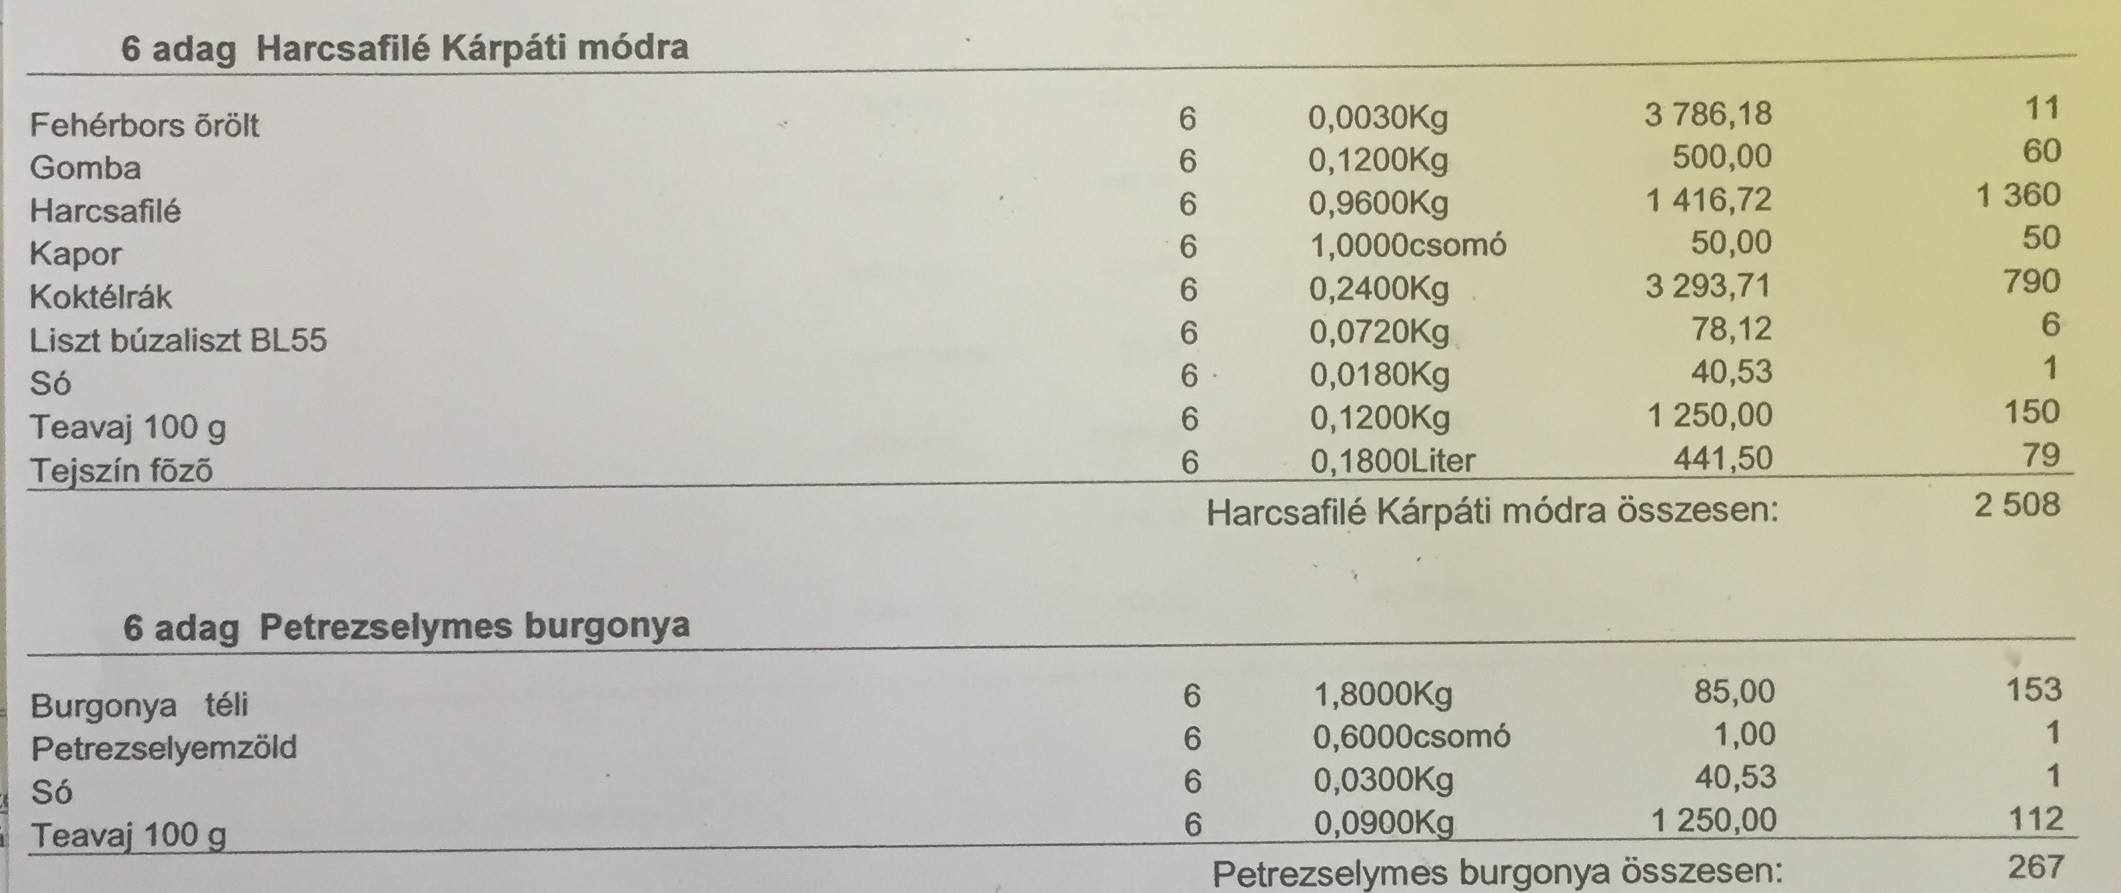 6 adag Harcsafilé Kárpáti módra
Fehérbors õrölt 6 0,0030Kg 3 786,18 11
Gomba 6 0,1200Kg 500,00 60
Harcsafilé 6 0,9600Kg 1 416,72 1 360
Kapor 6 1,0000csomó 50,00 50
Koktélrák 6 0,2400Kg 3 293,71 790
Liszt búzaliszt BL55 6 0,0720Kg 78,12 6
Só 6 0,0180Kg 40,53 1
Teavaj 100 g 6 0,1200Kg 1 250,00 150
Tejszín fõzõ 6 0,1800Liter 441,50 79
Harcsafilé Kárpáti módra összesen: 2 508
6 adag Petrezselymes burgonya
Burgonya téli 6 1,8000Kg 85,00 153
Petrezselyemzöld 6 0,6000csomó 1,00 1
Só 6 0,0300Kg 40,53 1
Teavaj 100 g 6 0,0900Kg 1 250,00 112
Petrezselymes burgonya összesen: 267